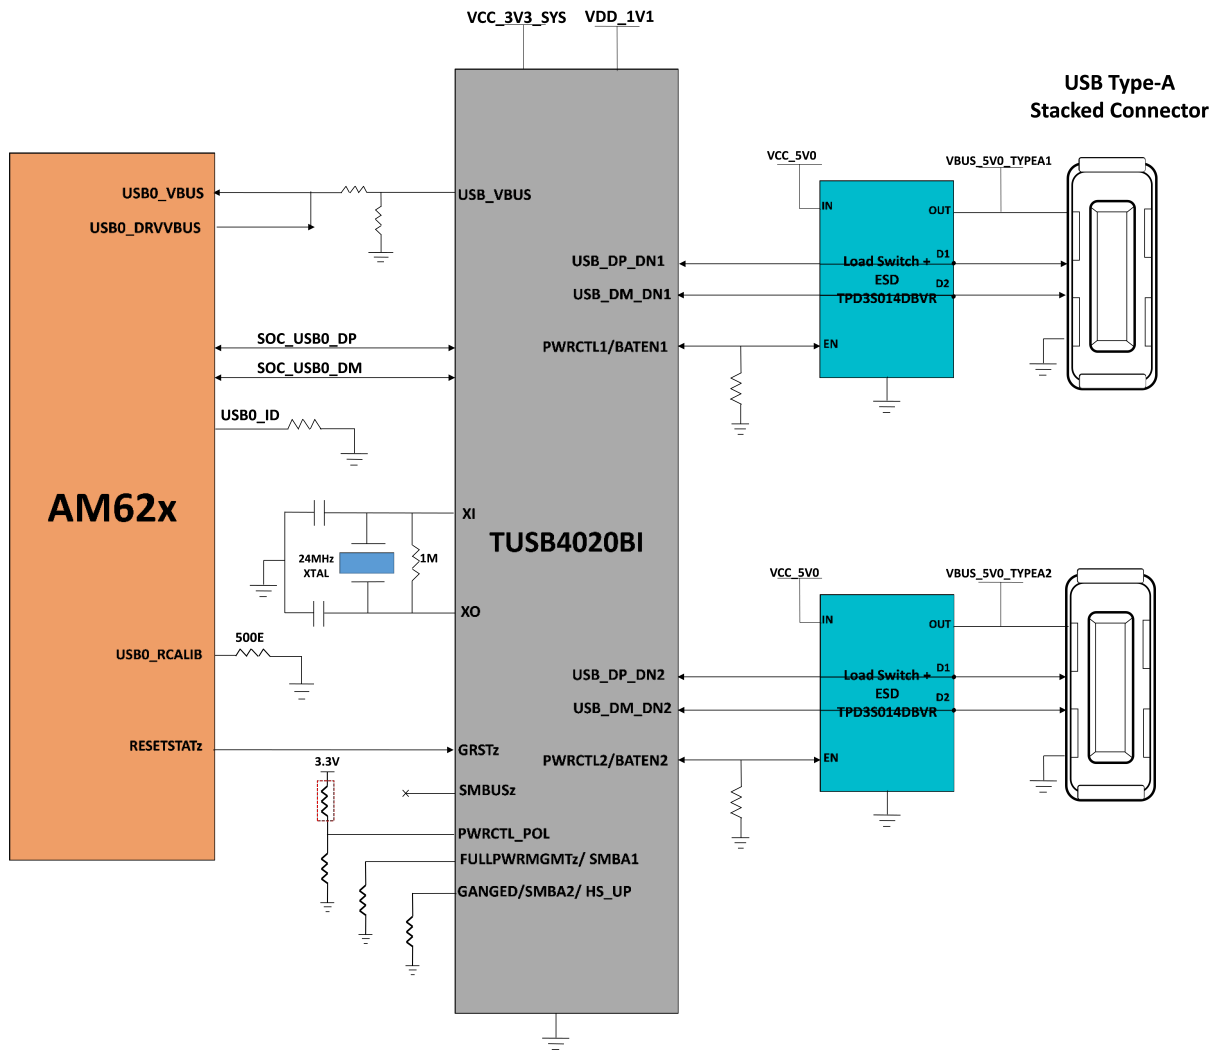 VCC_3V3_SYS
VDD_1V1
USB Type-A
Stacked Connector
AM62x
USB0_VBUS
USB0_DRVVBUS
SOC_USB0_DP
SOC_USB0_DM
USB0_ID
24MHz
XTAL
1M
500E
USB0_RCALIB
RESETSTATz
3.3V
TUSB4020BI
USB_VBUS
USB_DP_DN1
USB_DM_DN1
PWRCTL1/BATEN1
XI
XO
USB_DP_DN2
USB_DM_DN2
PWRCTL2/BATEN2
GRSTz
SMBUSz
PWRCTL_POL
FULLPWRMGMTz/ SMBA1
GANGED/SMBA2/ HS_UP
VCC_5V0
VBUS_5V0_TYPEA1
IN
OUT
D1
Load Switch +
ESD
D2
TPD3S014DBVR
EN
VCC_5V0
VBUS_5V0_TYPEA2
IN
OUT
D1
Load Switch +
ESD
D2
TPD3S014DBVR
EN